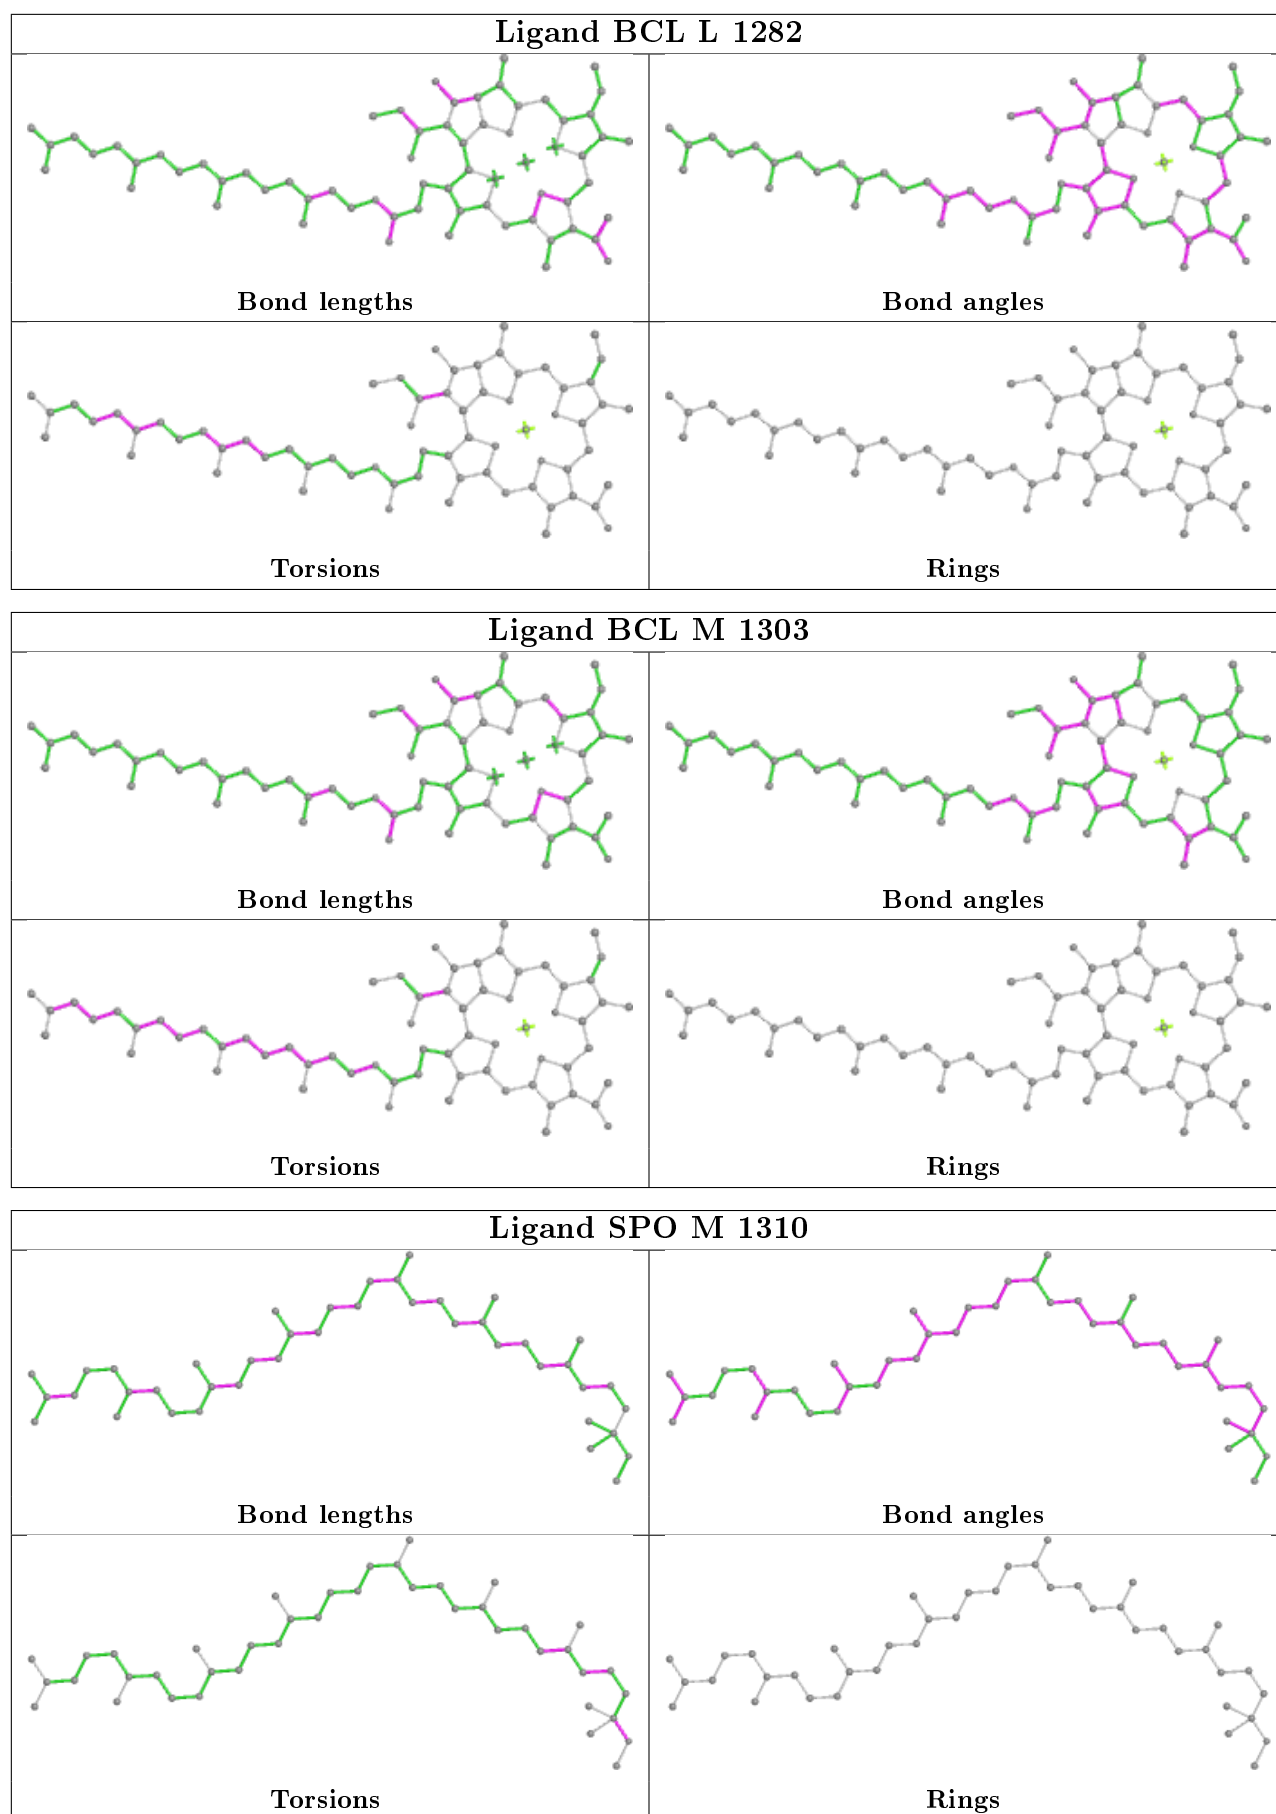 Ligand BCL L 1282
Bond lengths
Bond angles
Torsions
Rings
Ligand BCL M 1303
Bond lengths
Bond angles
Torsions
Rings
Ligand SPO M 1310
Bond lengths
Bond angles
Torsions
Rings